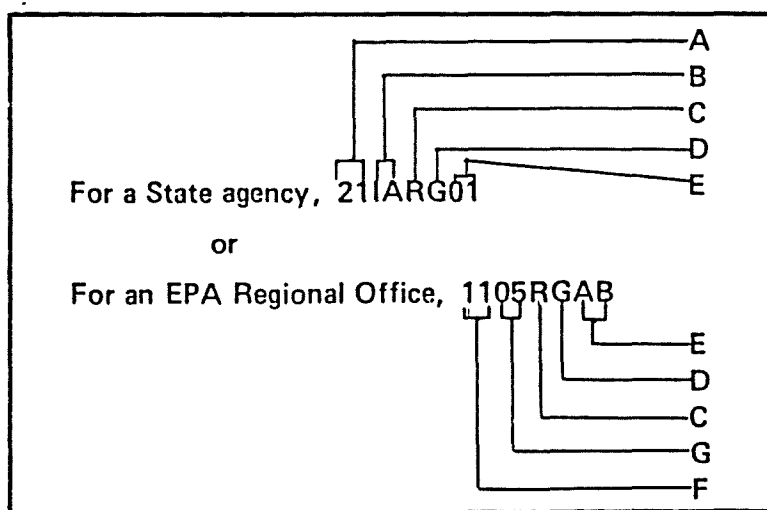 A
B
C
D
E
For a State agency, 21IARG01
or
For an EPA Regional Office, 1105RGAB
E
D
C
G
F